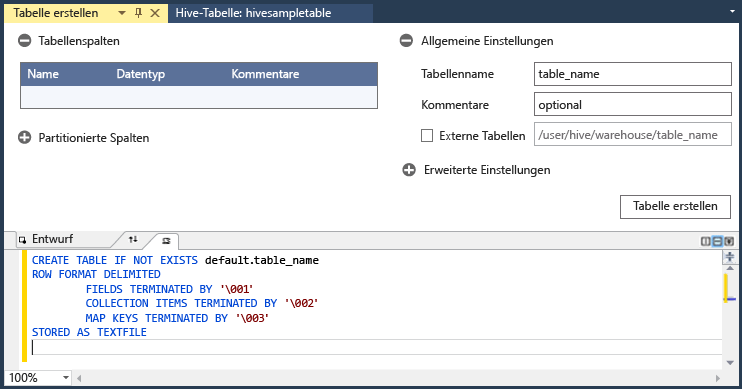 Tabelle erstellen
Hive-Tabelle: hivesampletable
Tabellenspalten
Name Datentyp Kommentare
Partitionierte Spalten
Allgemeine Einstellungen
Tabellenname table_name
Kommentare optional
Externe Tabellen /user/hive/warehouse/table_name
Erweiterte Einstellungen
Tabelle erstellen
Entwurf
CREATE TABLE IF NOT EXISTS default.table_name
ROW FORMAT DELIMITED
FIELDS TERMINATED BY '\001'
COLLECTION ITEMS TERMINATED BY '\002'
MAP KEYS TERMINATED BY '\003'
STORED AS TEXTFILE
100%